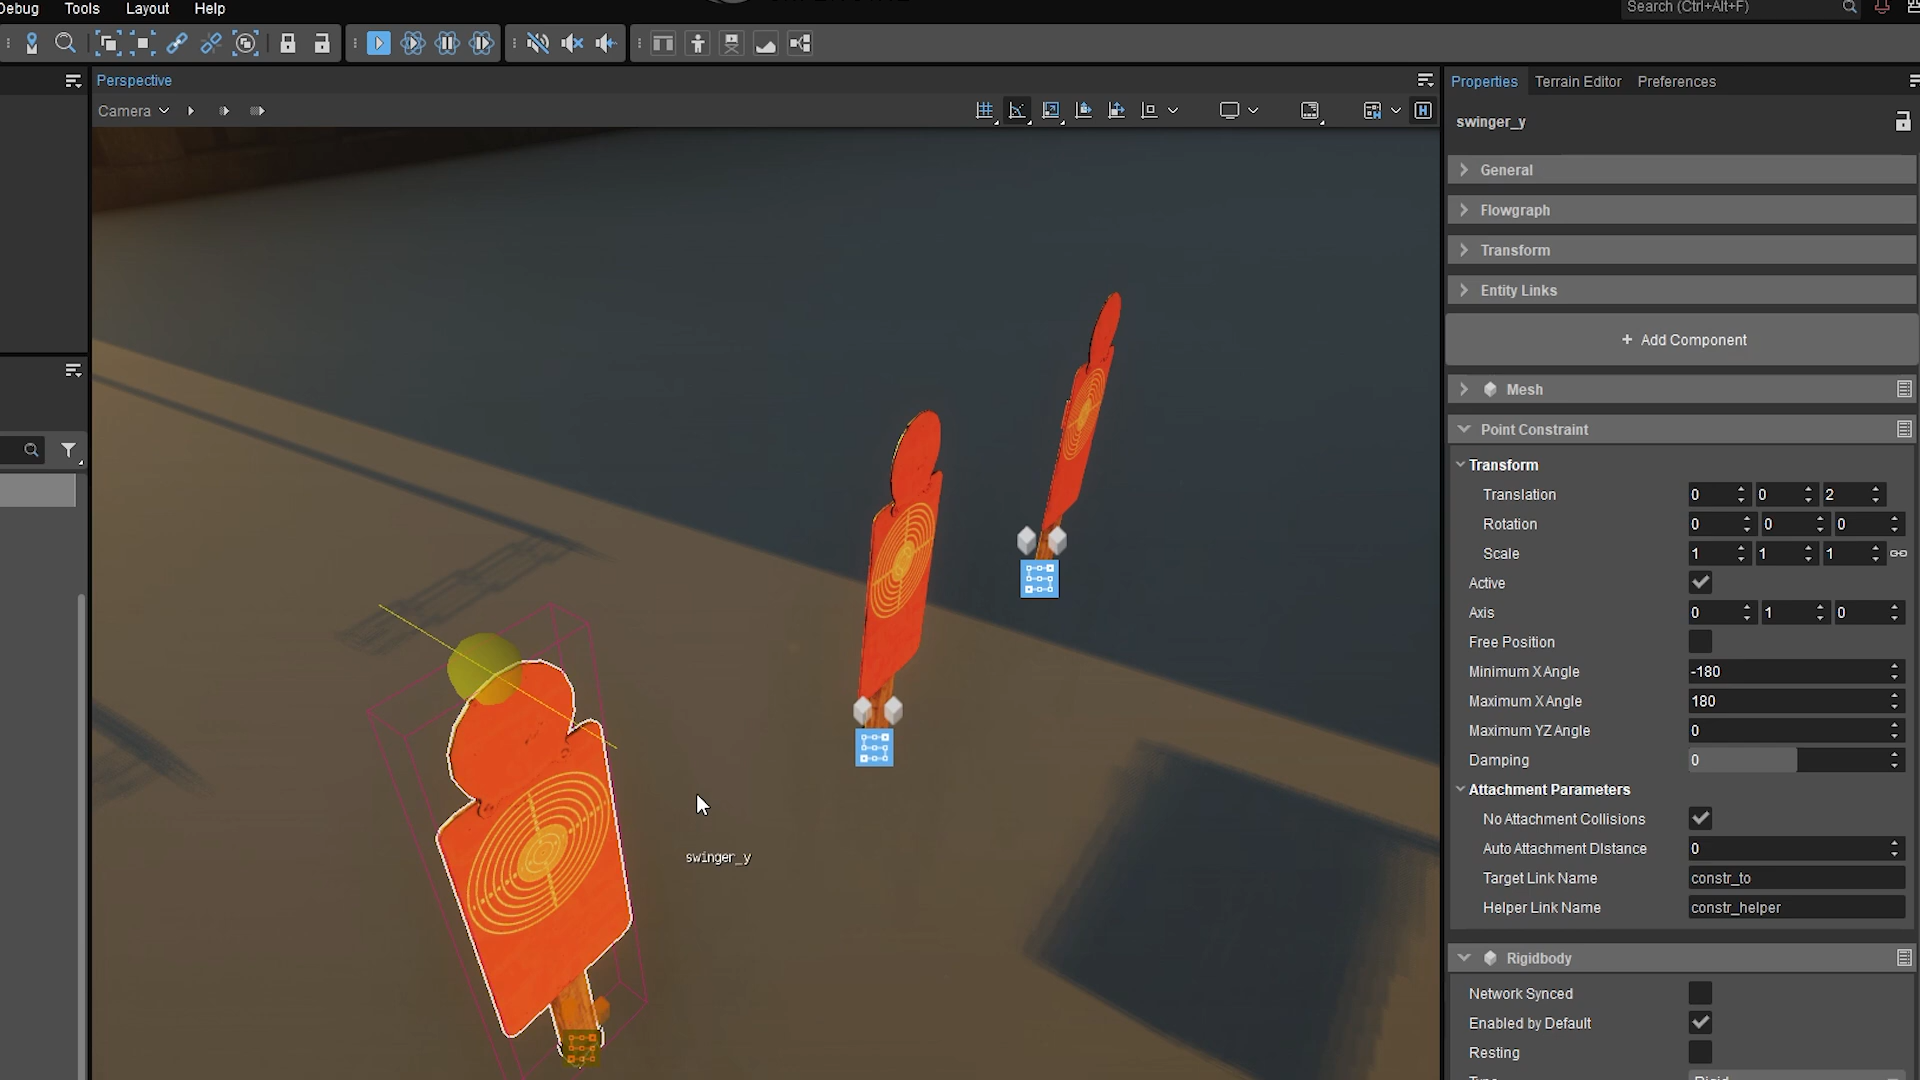 Debug Tools Layout Help
Search (Ctrl+Alt+F)
Perspective
Camera
Properties Terrain Editor Preferences
swinger_y
General
Flowgraph
Transform
Entity Links
+ Add Component
Mesh
Point Constraint
Transform
Translation 0 0 2
Rotation 0 0 0
Scale 1 1 1
Active
Axis 0 1 0
Free Position
Minimum X Angle -180
Maximum X Angle 180
Maximum YZ Angle 0
Damping 0
Attachment Parameters
No Attachment Collisions
Auto Attachment DIstance 0
Target Link Name constr_to
Helper Link Name constr_helper
Rigidbody
Network Synced
Enabled by Default
Resting
swinger_y